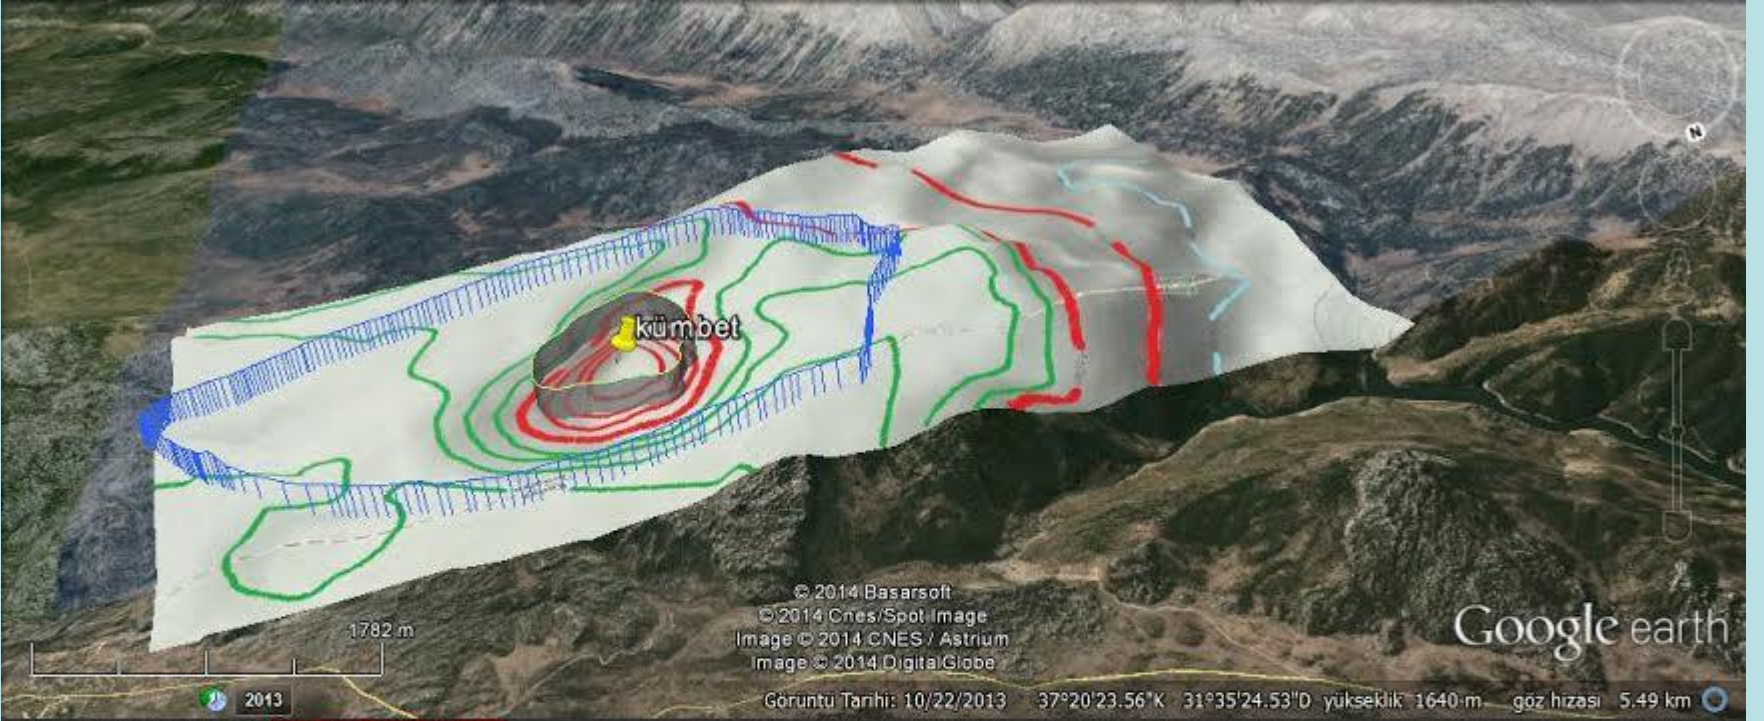 N
kümbet
1782 m
© 2014 Basarsoft
© 2014 Cnes/Spot Image
Image © 2014 CNES / Astrium
Image © 2014 DigitalGlobe
Google earth
2013
Görüntü Tarihi: 10/22/2013 37°20'23.56"K 31°35'24.53"D yükseklik 1640 m göz hizası 5.49 km